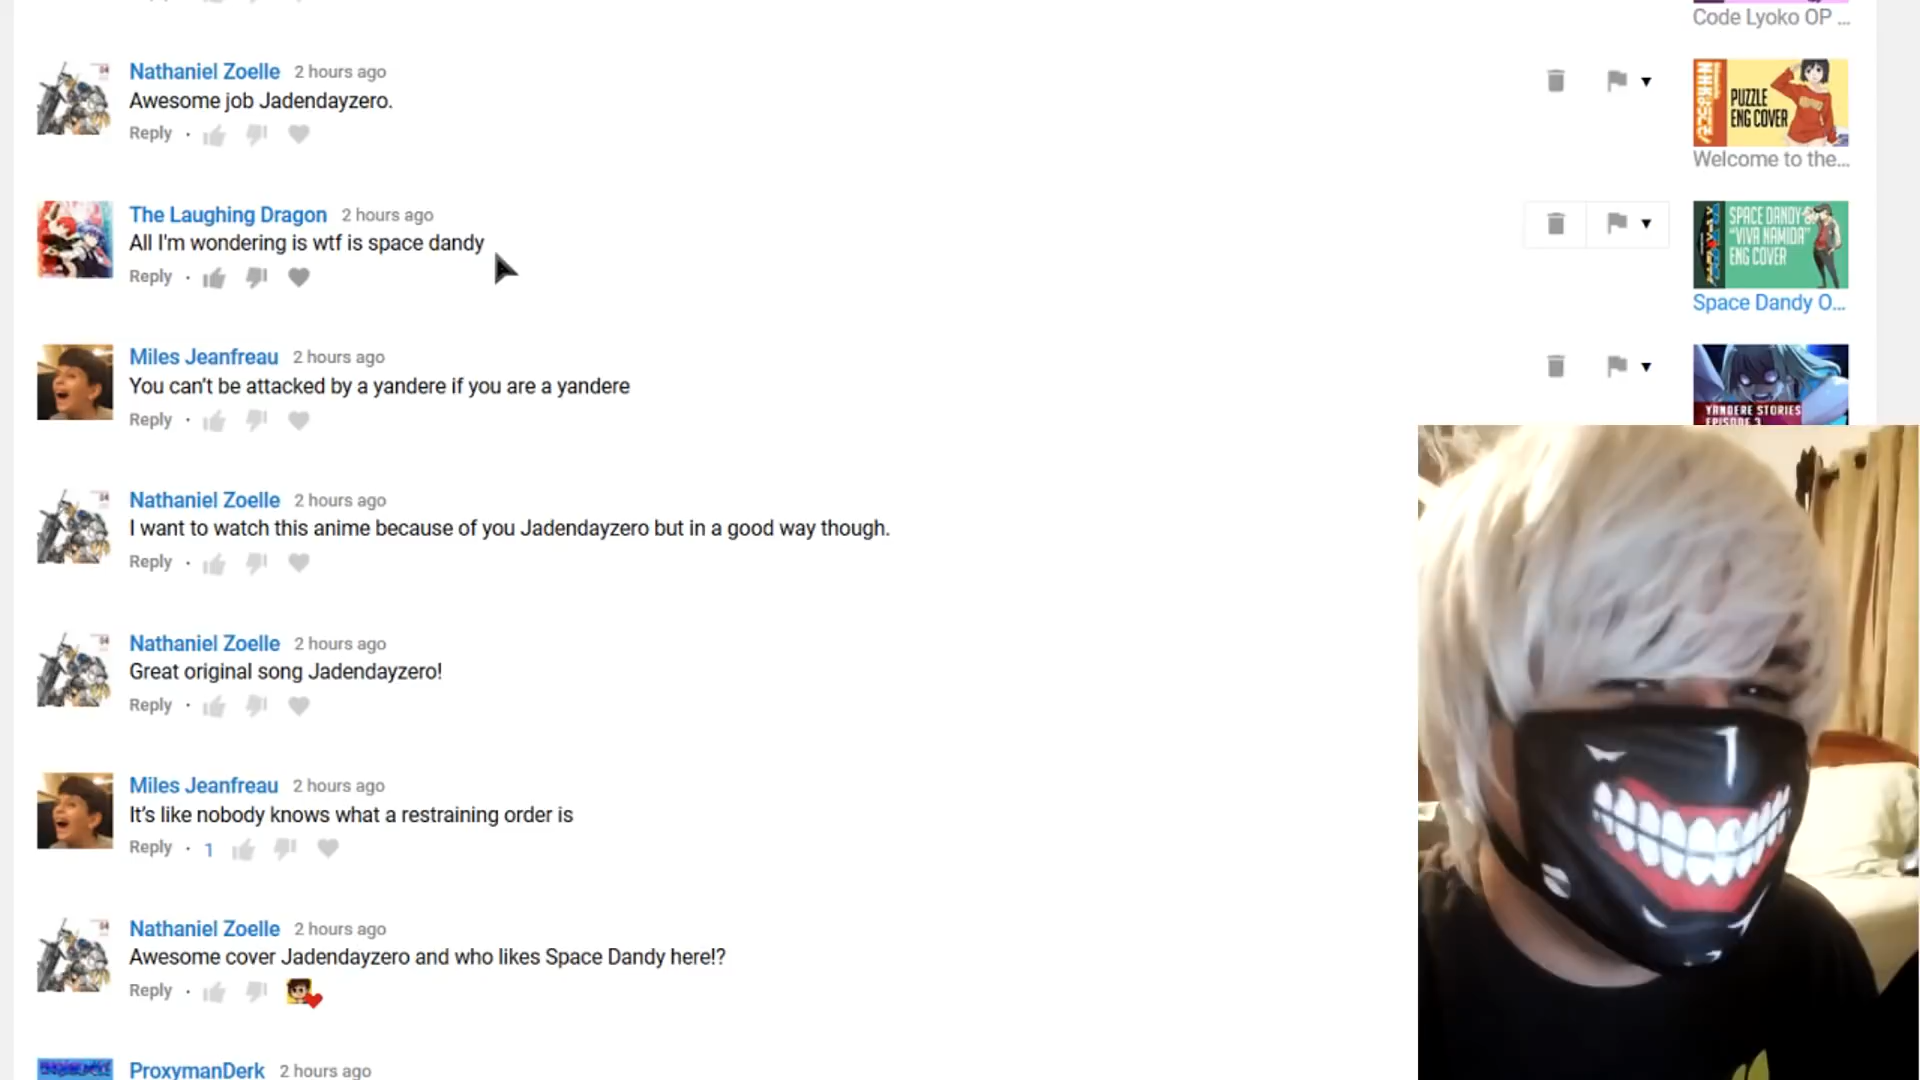 Code Lyoko OP ...
Nathaniel Zoelle 2 hours ago
Awesome job Jadendayzero.
Reply
PUZZLE
ENG COVER
Welcome to the...
The Laughing Dragon 2 hours ago
All I'm wondering is wtf is space dandy
Reply
SPACE DANDY
"VIVA NAMIDA"
ENG COVER
Space Dandy O...
Miles Jeanfreau 2 hours ago
You can't be attacked by a yandere if you are a yandere
Reply
YANDERE STORIES
EPISODE 3
Nathaniel Zoelle 2 hours ago
I want to watch this anime because of you Jadendayzero but in a good way though.
Reply
Nathaniel Zoelle 2 hours ago
Great original song Jadendayzero!
Reply
Miles Jeanfreau 2 hours ago
It's like nobody knows what a restraining order is
Reply · 1
Nathaniel Zoelle 2 hours ago
Awesome cover Jadendayzero and who likes Space Dandy here!?
Reply
ProxymanDerk 2 hours ago